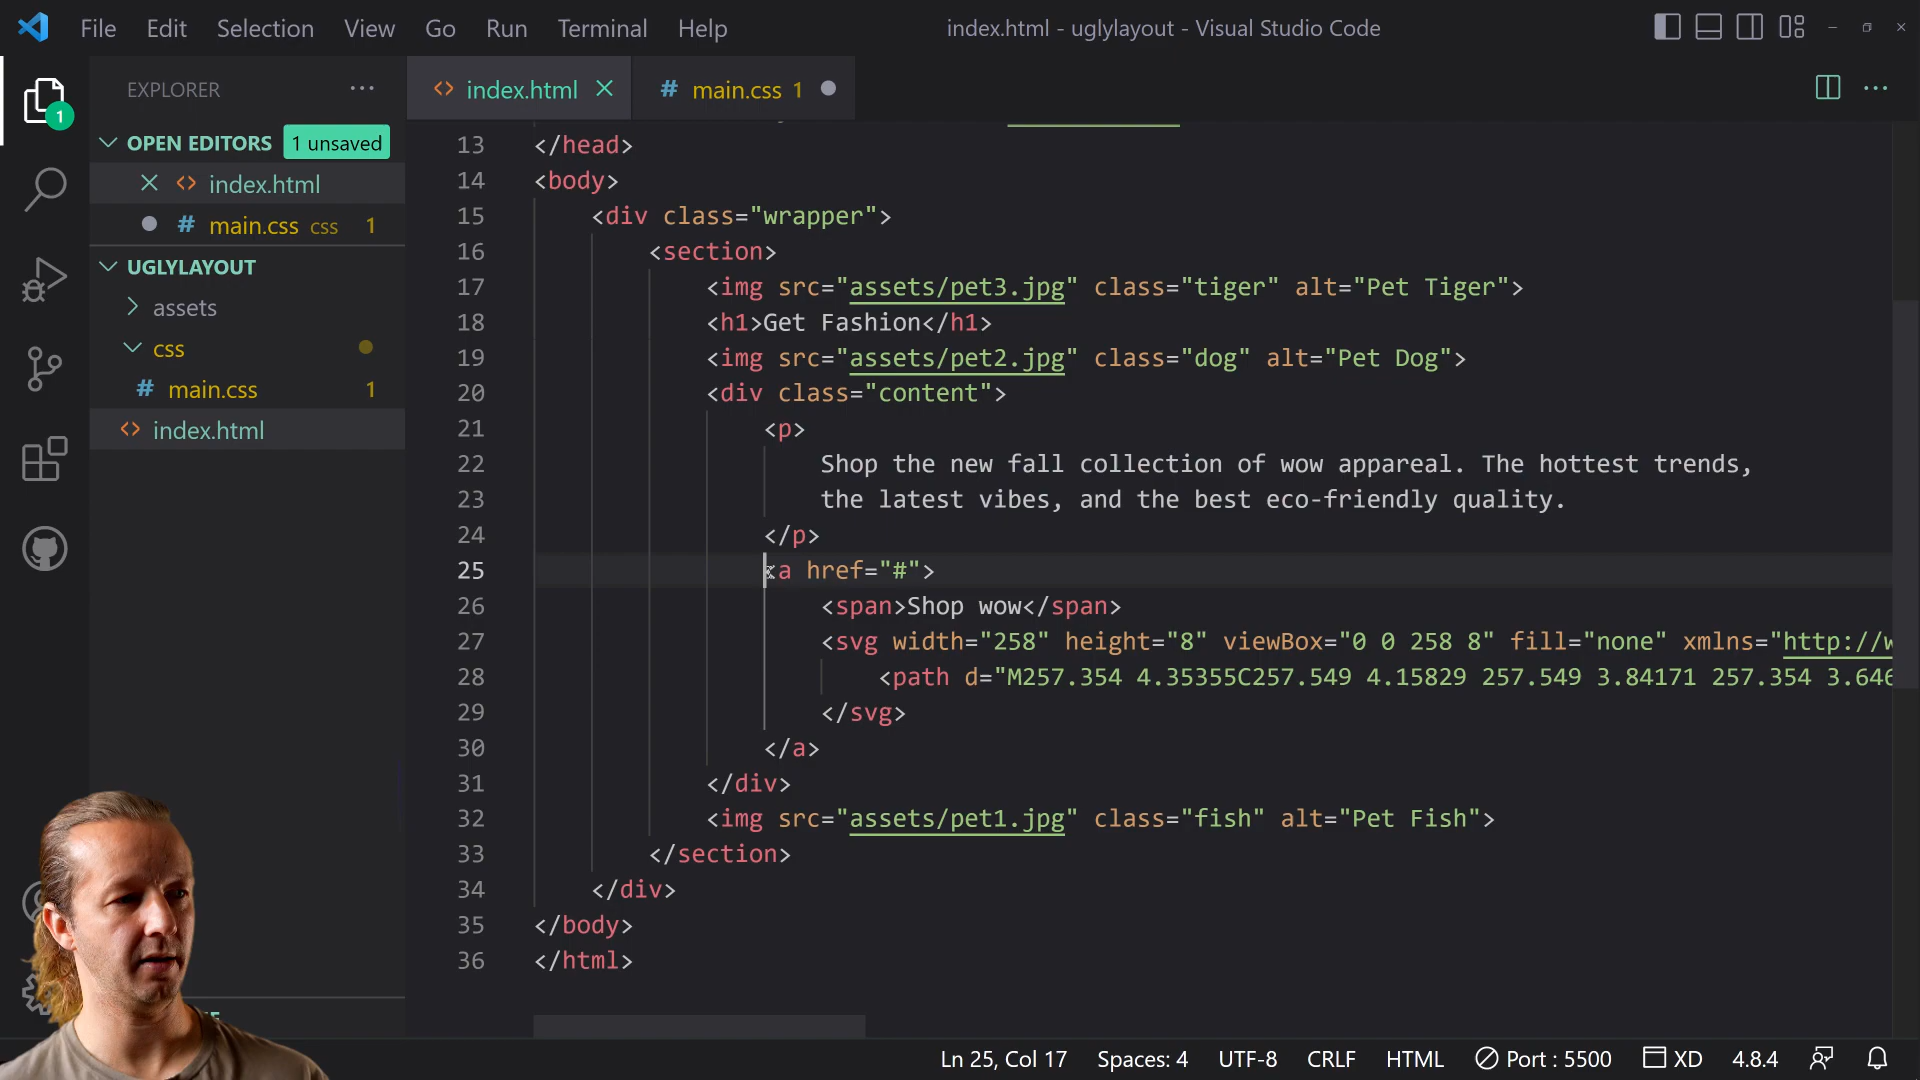 File Edit Selection View Go Run Terminal Help
index.html - uglylayout - Visual Studio Code
EXPLORER
1
OPEN EDITORS 1 unsaved
index.html
main.css css 1
UGLYLAYOUT
assets
css
main.css 1
index.html
index.html
main.css 1
13 </head>
14 <body>
15 <div class="wrapper">
16 <section>
17 <img src="assets/pet3.jpg" class="tiger" alt="Pet Tiger">
18 <h1>Get Fashion</h1>
19 <img src="assets/pet2.jpg" class="dog" alt="Pet Dog">
20 <div class="content">
21 <p>
22 Shop the new fall collection of wow appareal. The hottest trends,
23 the latest vibes, and the best eco-friendly quality.
24 </p>
25 <a href="#">
26 <span>Shop wow</span>
27 <svg width="258" height="8" viewBox="0 0 258 8" fill="none" xmlns="http://w
28 <path d="M257.354 4.35355C257.549 4.15829 257.549 3.84171 257.354 3.646
29 </svg>
30 </a>
31 </div>
32 <img src="assets/pet1.jpg" class="fish" alt="Pet Fish">
33 </section>
34 </div>
35 </body>
36 </html>
Ln 25, Col 17 Spaces: 4 UTF-8 CRLF HTML Port : 5500 XD 4.8.4